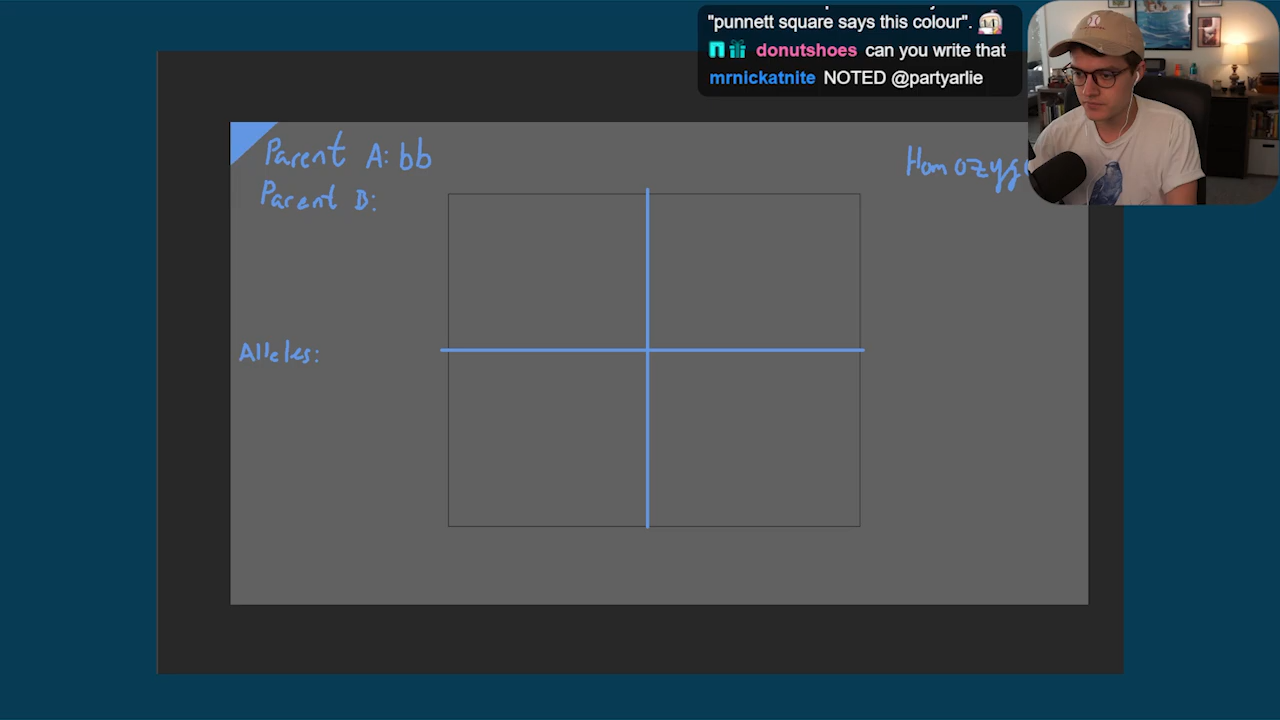 "punnett square says this colour".
donutshoes can you write that
mrnickatnite NOTED @partyarlie
Parent A: bb
Parent B:
Alleles: